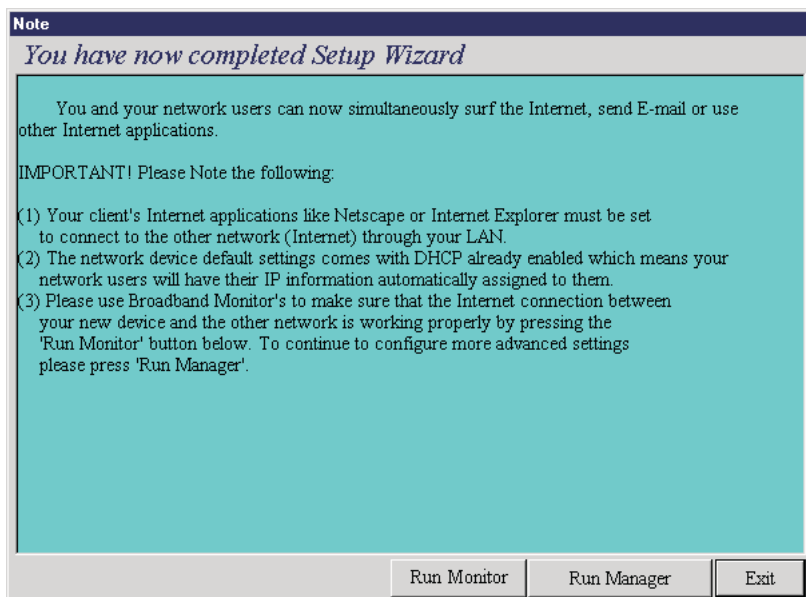 Note
You have now completed Setup Wizard
You and your network users can now simultaneously surf the Internet, send E-mail or use
other Internet applications.
IMPORTANT! Please Note the following:
(1) Your client's Internet applications like Netscape or Internet Explorer must be set
to connect to the other network (Internet) through your LAN.
(2) The network device default settings comes with DHCP already enabled which means your
network users will have their IP information automatically assigned to them.
(3) Please use Broadband Monitor's to make sure that the Internet connection between
your new device and the other network is working properly by pressing the
'Run Monitor' button below. To continue to configure more advanced settings
please press 'Run Manager'.
Run Monitor
Run Manager
Exit